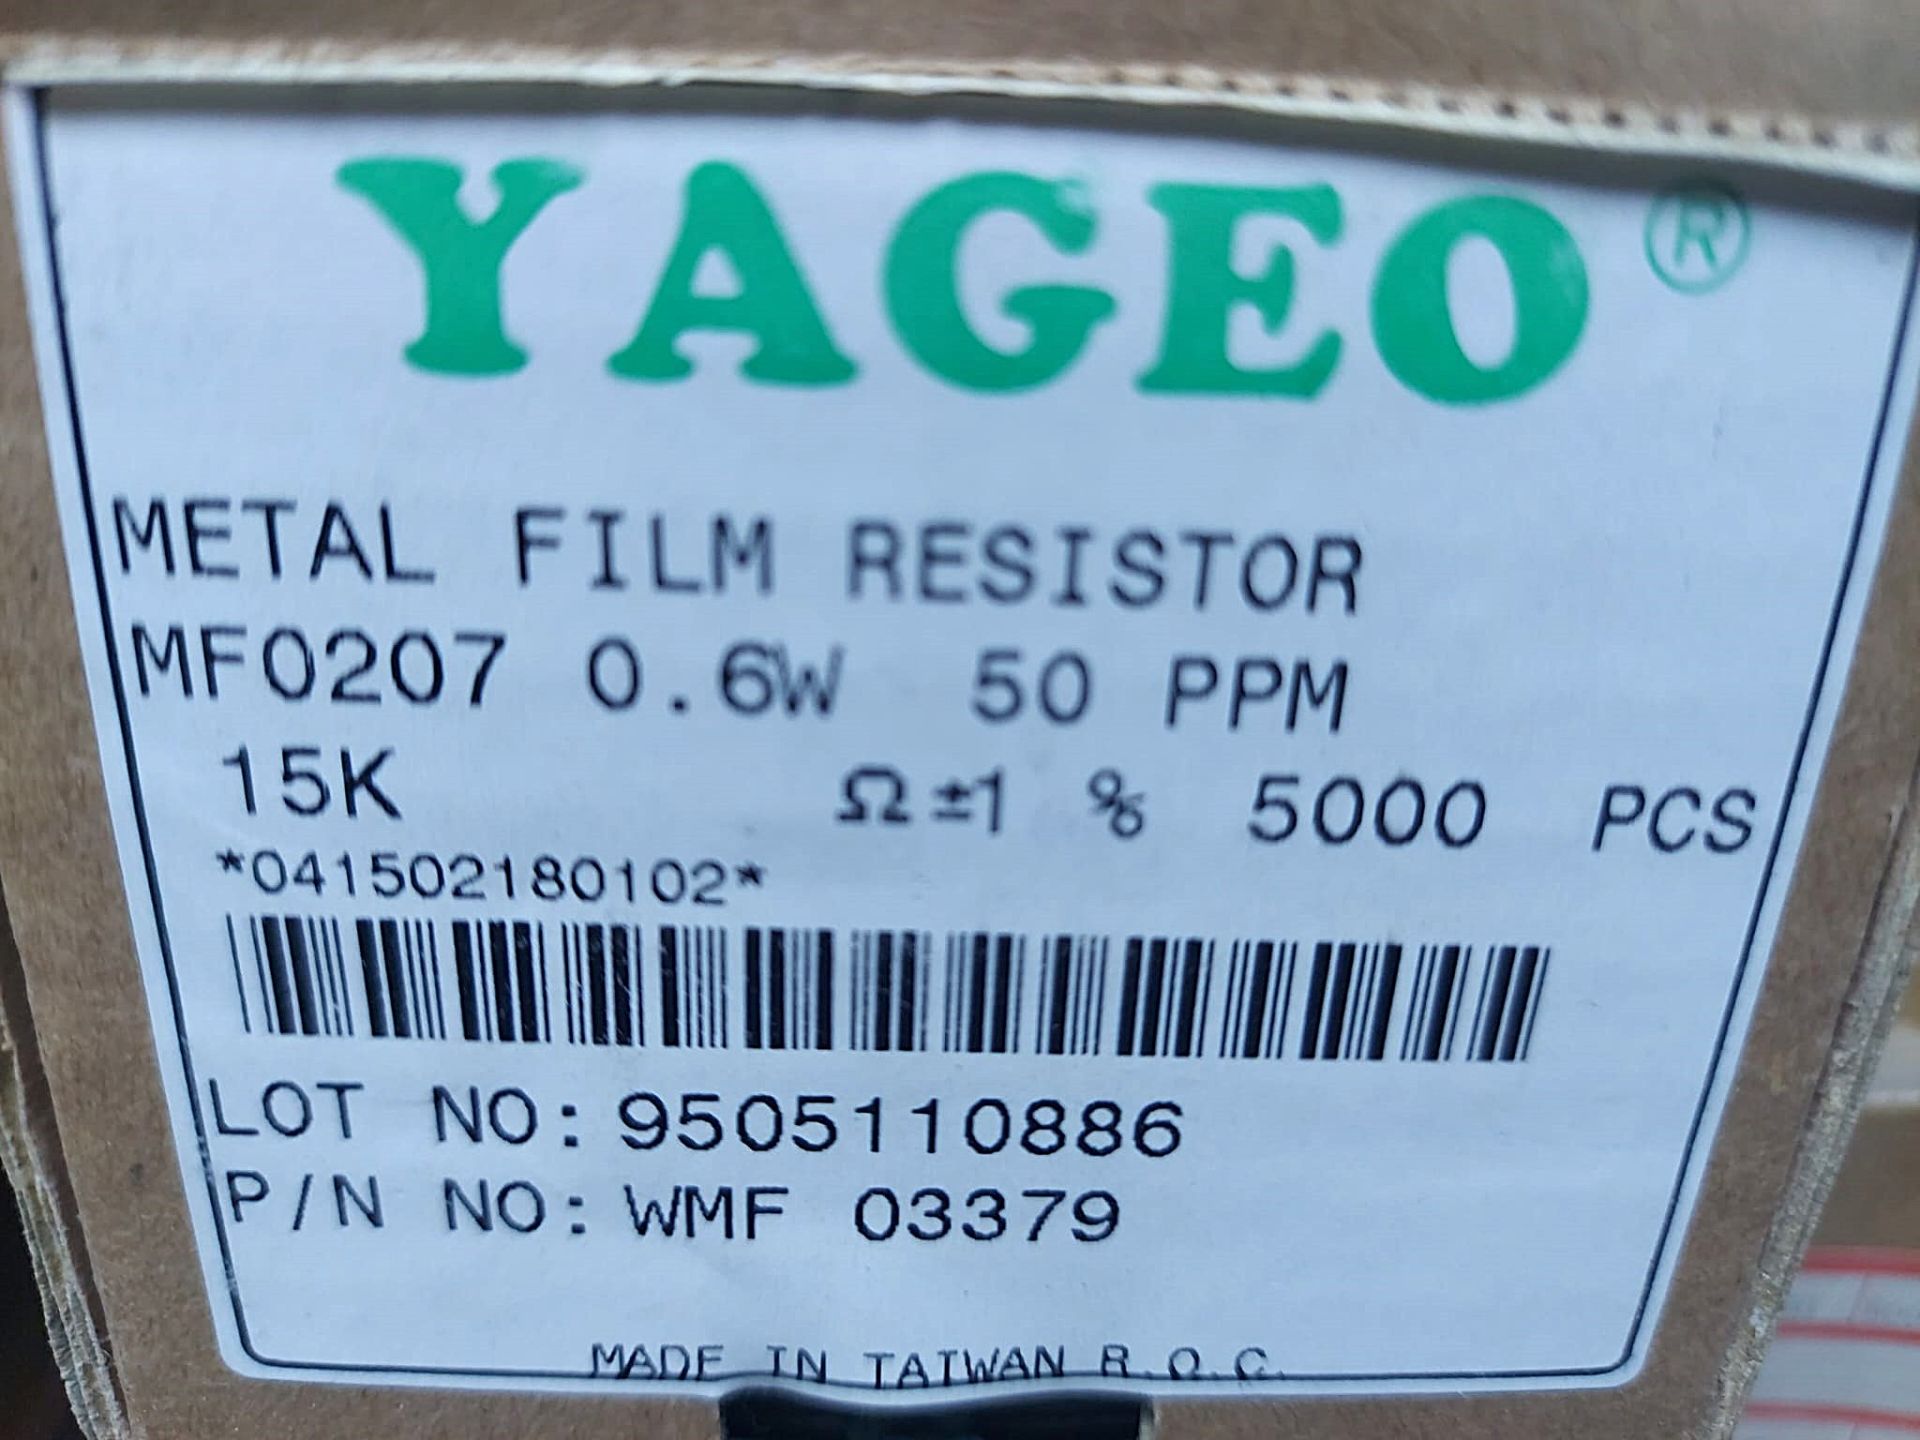 YAGEO®
METAL FILM RESISTOR
MF0207 0.6W 50 PPM
15K Ω ±1 % 5000 PCS
*041502180102*
LOT NO: 9505110886
P/N NO: WMF 03379
MADE IN TAIWAN R.O.C.